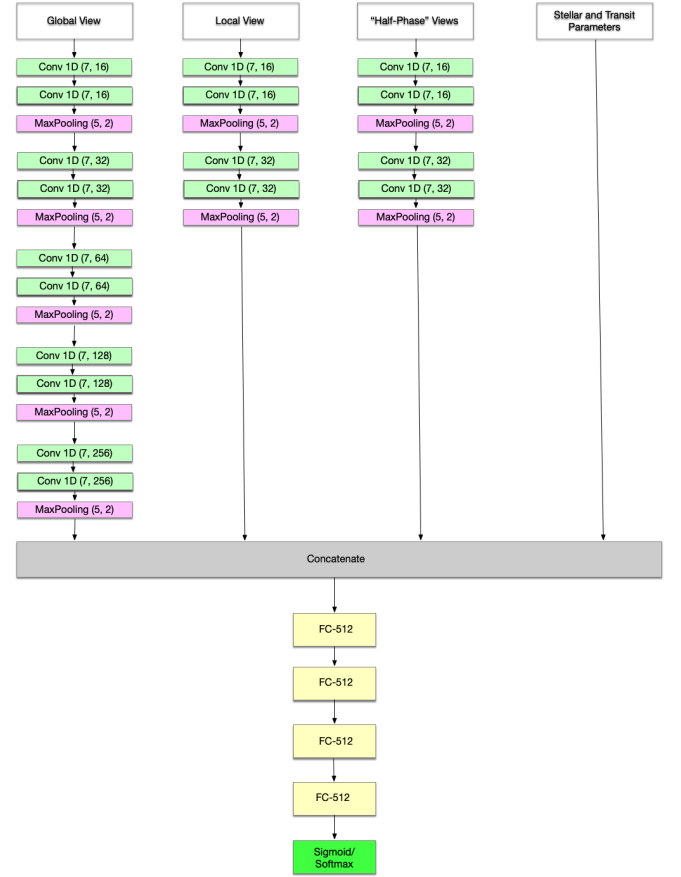 Global View
Local View
“Half-Phase” Views
Stellar and Transit
Parameters
Conv 1D (7, 16)
Conv 1D (7, 16)
MaxPooling (5, 2)
Conv 1D (7, 32)
Conv 1D (7, 32)
MaxPooling (5, 2)
Conv 1D (7, 64)
Conv 1D (7, 64)
MaxPooling (5, 2)
Conv 1D (7, 128)
Conv 1D (7, 128)
MaxPooling (5, 2)
Conv 1D (7, 256)
Conv 1D (7, 256)
MaxPooling (5, 2)
Conv 1D (7, 16)
Conv 1D (7, 16)
MaxPooling (5, 2)
Conv 1D (7, 32)
Conv 1D (7, 32)
MaxPooling (5, 2)
Conv 1D (7, 16)
Conv 1D (7, 16)
MaxPooling (5, 2)
Conv 1D (7, 32)
Conv 1D (7, 32)
MaxPooling (5, 2)
Concatenate
FC-512
FC-512
FC-512
FC-512
Sigmoid/
Softmax